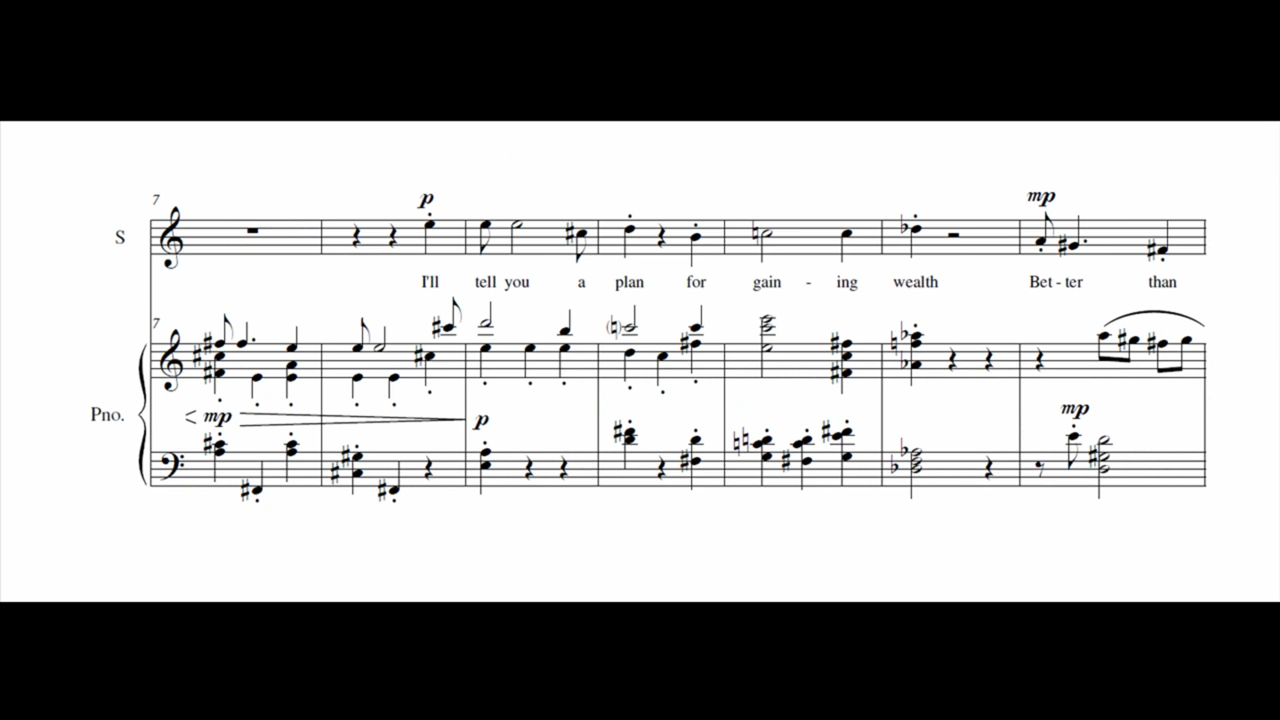 7
p
mp
S
I'll tell you a plan for gain - ing wealth Bet - ter than
7
Pno.
mp
p
mp